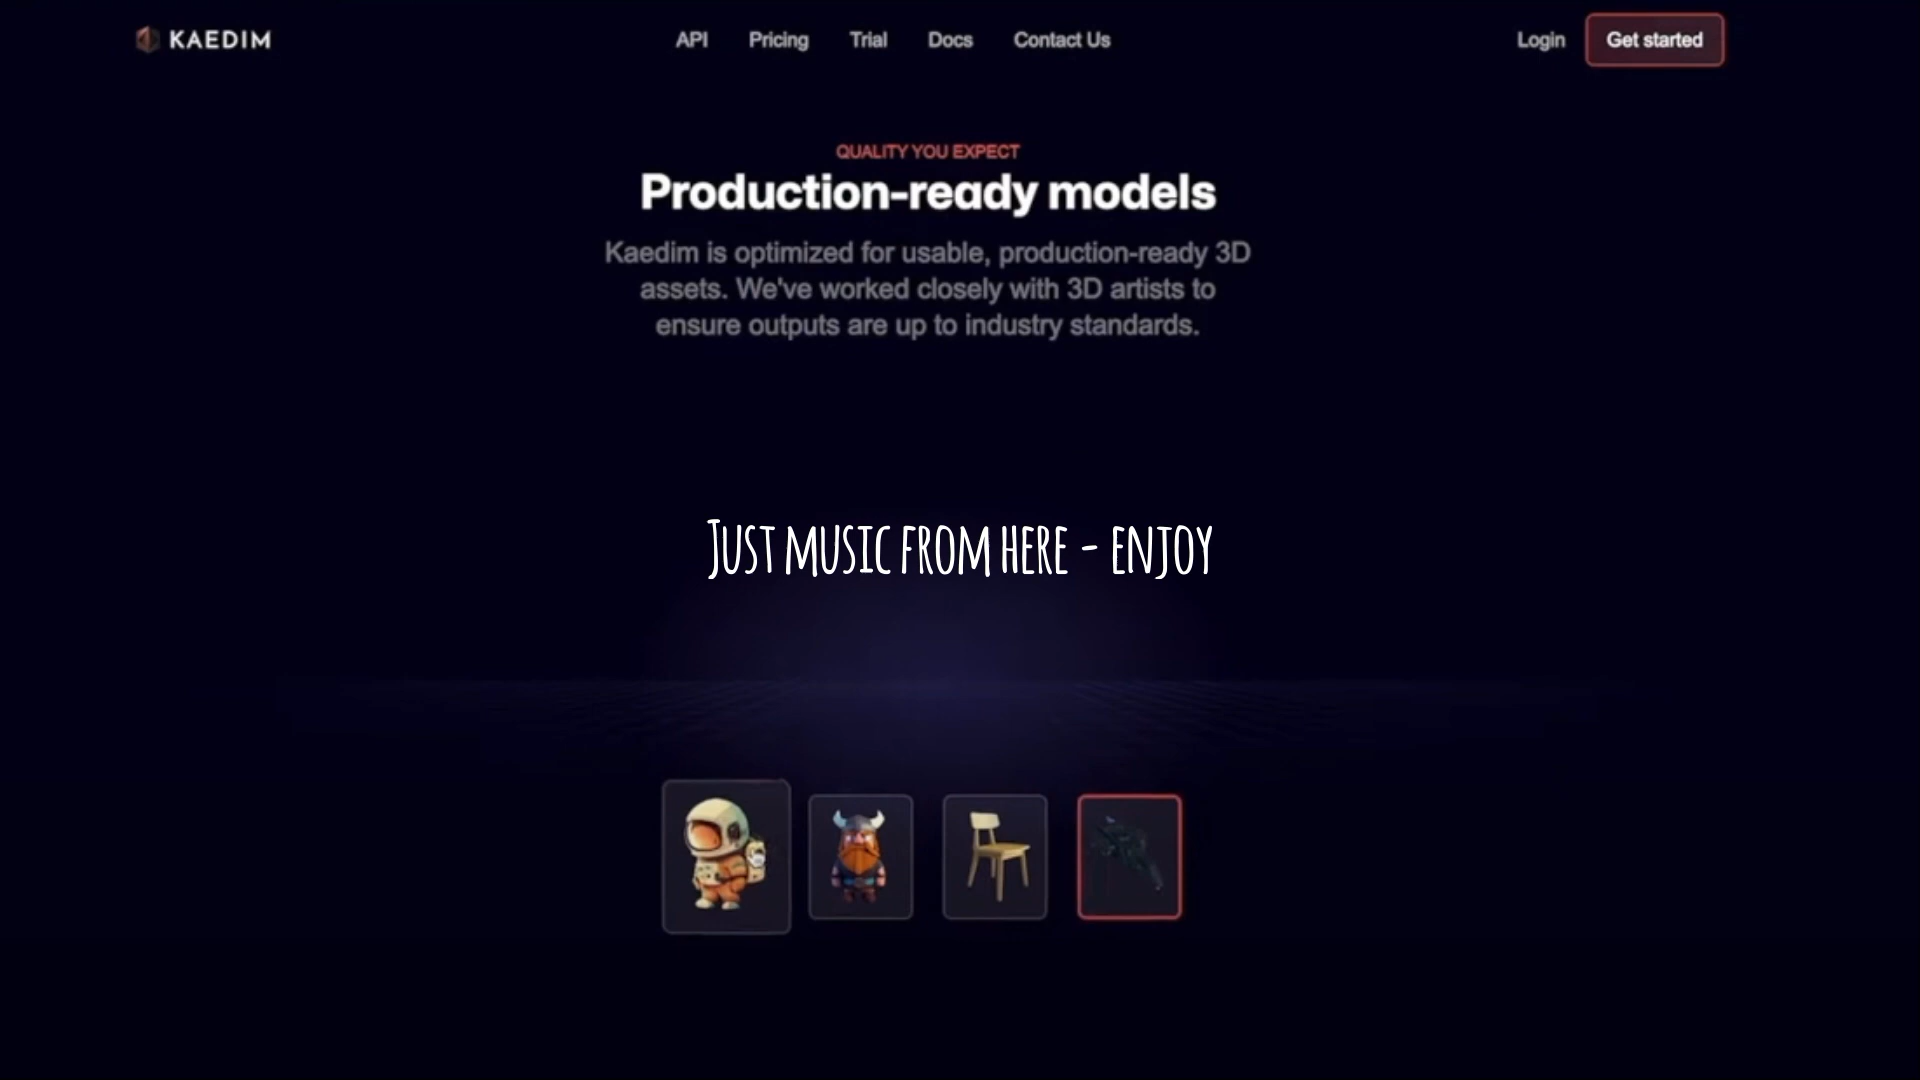 KAEDIM
API Pricing Trial Docs Contact Us
Login Get started
QUALITY YOU EXPECT
Production-ready models
Kaedim is optimized for usable, production-ready 3D
assets. We've worked closely with 3D artists to
ensure outputs are up to industry standards.
JUST MUSIC FROM HERE - ENJOY